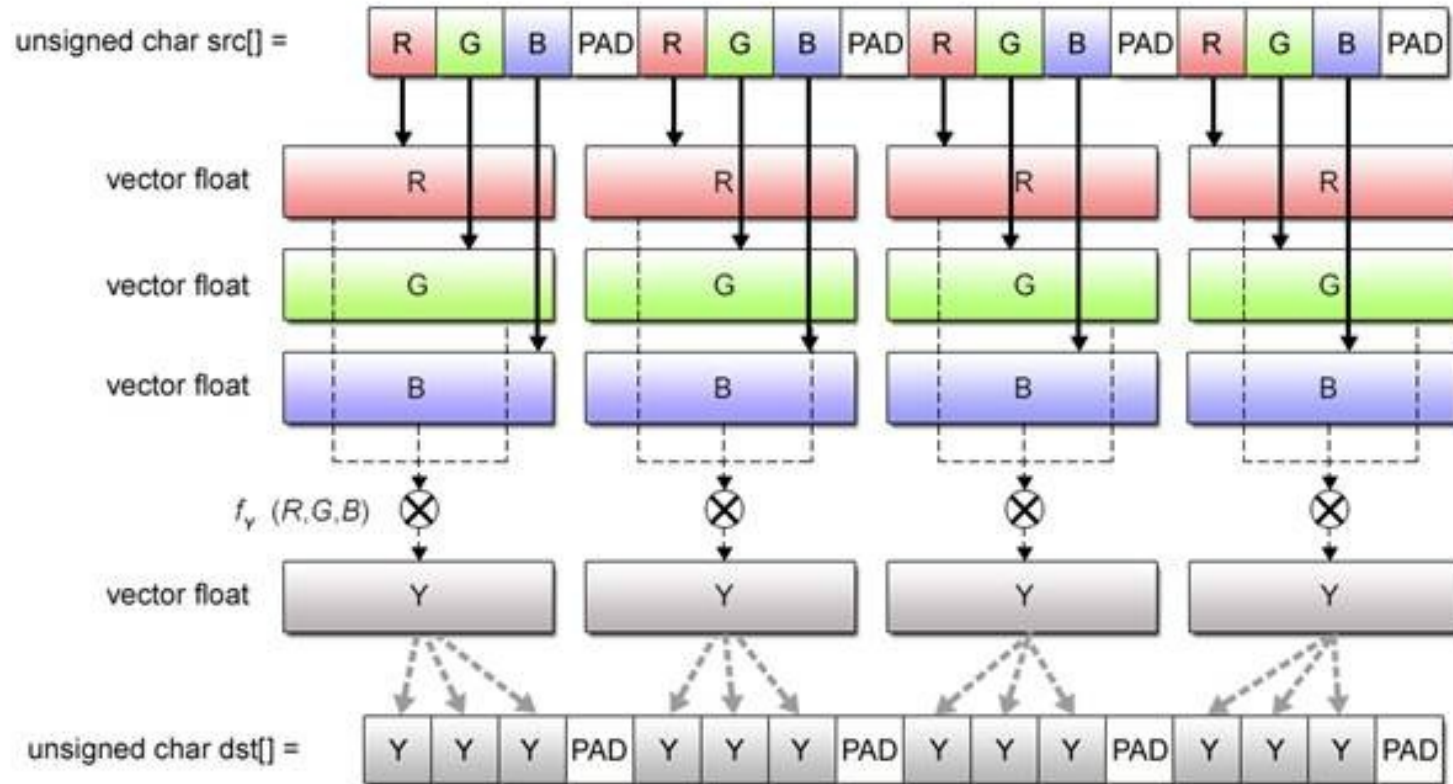 unsigned char src[] = R G B PAD R G B PAD R G B PAD R G B PAD
vector float R R R R
vector float G G G G
vector float B B B B
fY (R,G,B)
vector float Y Y Y Y
unsigned char dst[] = Y Y Y PAD Y Y Y PAD Y Y Y PAD Y Y Y PAD